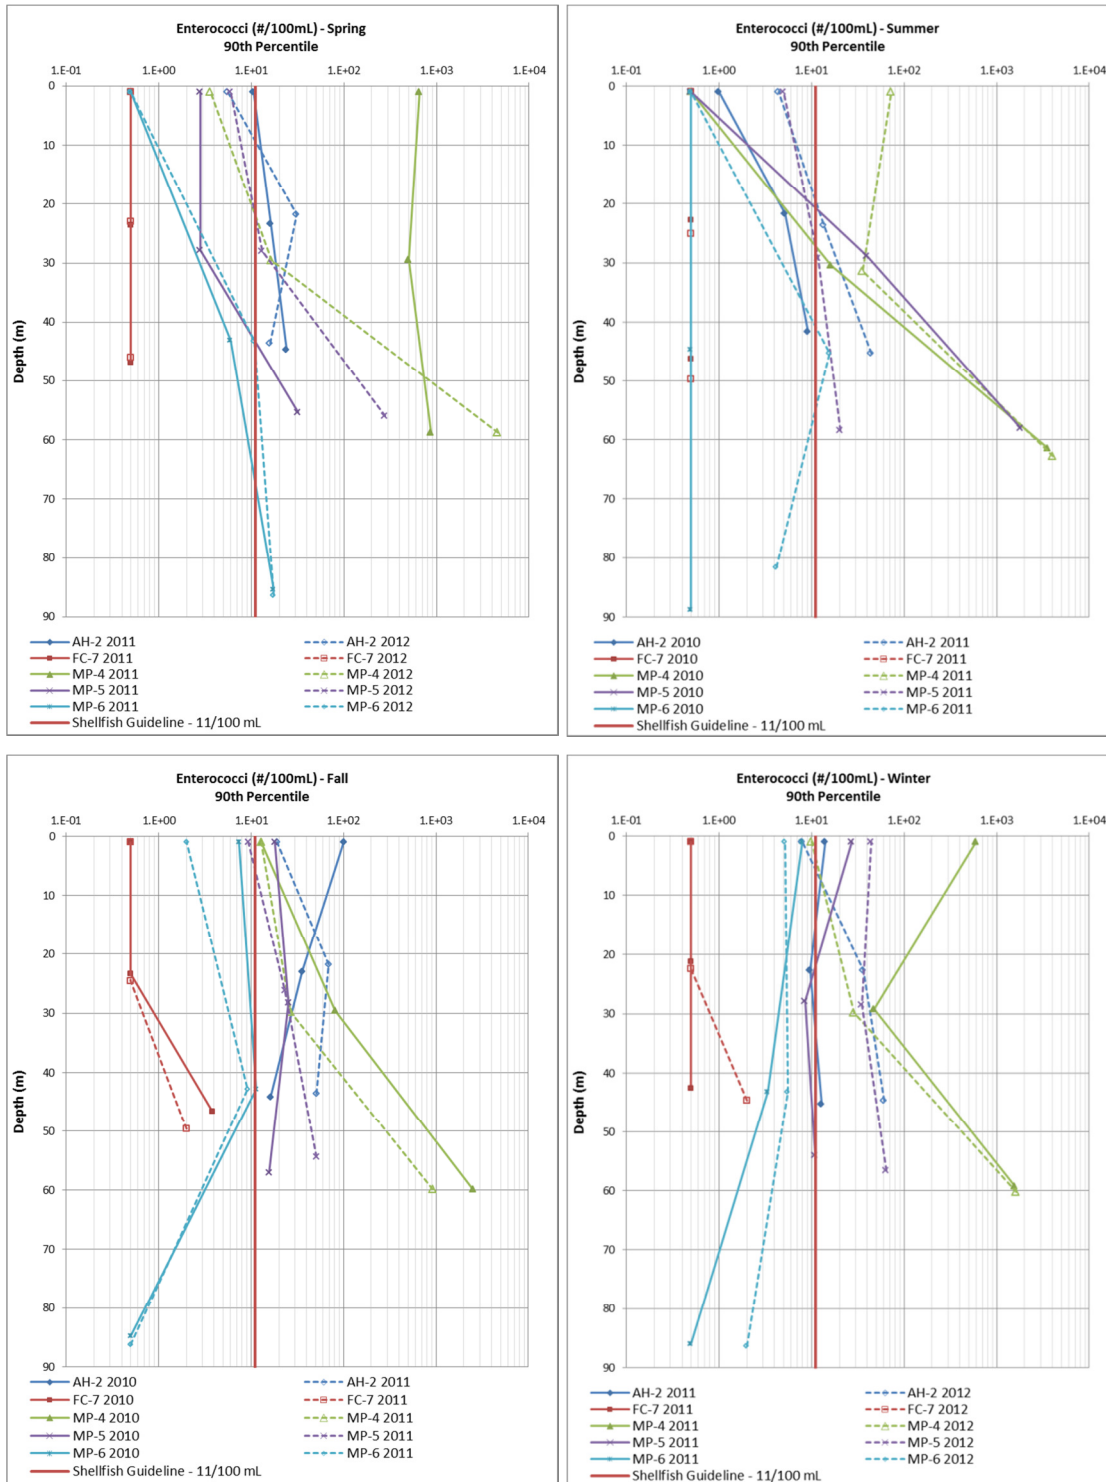 Enterococci (#/100mL) - Spring
90th Percentile
1.E-01 1.E+00 1.E+01 1.E+02 1.E+03 1.E+04
0
10
20
30
40
50
60
70
80
90
Depth (m)
AH-2 2011 AH-2 2012
FC-7 2011 FC-7 2012
MP-4 2011 MP-4 2012
MP-5 2011 MP-5 2012
MP-6 2011 MP-6 2012
Shellfish Guideline - 11/100 mL
Enterococci (#/100mL) - Summer
90th Percentile
1.E-01 1.E+00 1.E+01 1.E+02 1.E+03 1.E+04
0
10
20
30
40
50
60
70
80
90
Depth (m)
AH-2 2010 AH-2 2011
FC-7 2010 FC-7 2011
MP-4 2010 MP-4 2011
MP-5 2010 MP-5 2011
MP-6 2010 MP-6 2011
Shellfish Guideline - 11/100 mL
Enterococci (#/100mL) - Fall
90th Percentile
1.E-01 1.E+00 1.E+01 1.E+02 1.E+03 1.E+04
0
10
20
30
40
50
60
70
80
90
Depth (m)
AH-2 2010 AH-2 2011
FC-7 2010 FC-7 2011
MP-4 2010 MP-4 2011
MP-5 2010 MP-5 2011
MP-6 2010 MP-6 2011
Shellfish Guideline - 11/100 mL
Enterococci (#/100mL) - Winter
90th Percentile
1.E-01 1.E+00 1.E+01 1.E+02 1.E+03 1.E+04
0
10
20
30
40
50
60
70
80
90
Depth (m)
AH-2 2011 AH-2 2012
FC-7 2011 FC-7 2012
MP-4 2011 MP-4 2012
MP-5 2011 MP-5 2012
MP-6 2011 MP-6 2012
Shellfish Guideline - 11/100 mL